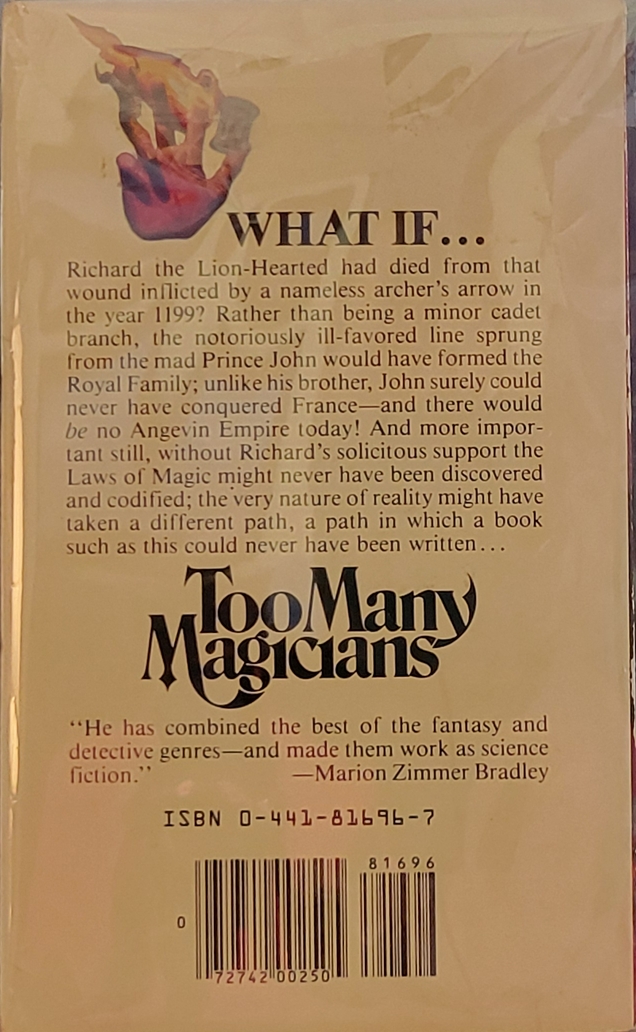 WHAT IF...
Richard the Lion-Hearted had died from that
wound inflicted by a nameless archer's arrow in
the year 1199? Rather than being a minor cadet
branch, the notoriously ill-favored line sprung
from the mad Prince John would have formed the
Royal Family; unlike his brother, John surely could
never have conquered France—and there would
be no Angevin Empire today! And more impor-
tant still, without Richard's solicitous support the
Laws of Magic might never have been discovered
and codified; the very nature of reality might have
taken a different path, a path in which a book
such as this could never have been written...
Too Many
Magicians
"He has combined the best of the fantasy and
detective genres—and made them work as science
fiction." —Marion Zimmer Bradley
ISBN 0-441-81696-7
81696
0
72742 00250